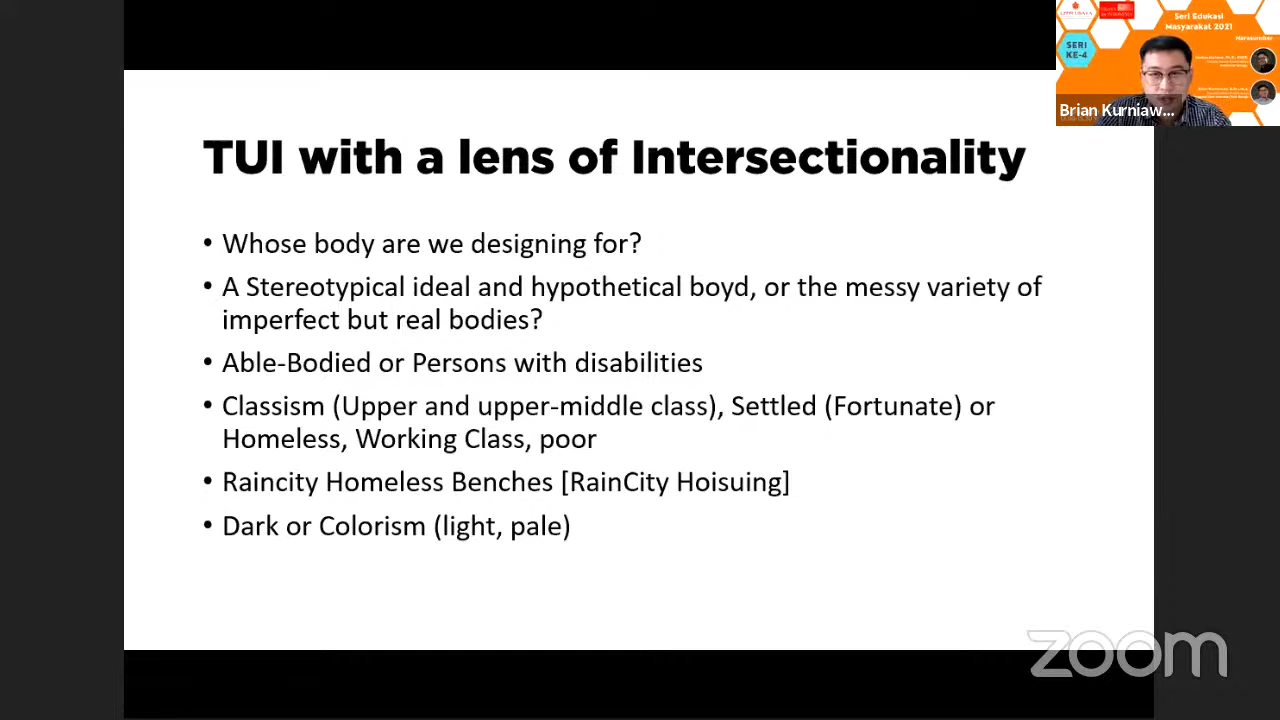 TUI with a lens of Intersectionality
• Whose body are we designing for?
• A Stereotypical ideal and hypothetical boyd, or the messy variety of
imperfect but real bodies?
• Able-Bodied or Persons with disabilities
• Classism (Upper and upper-middle class), Settled (Fortunate) or
Homeless, Working Class, poor
• Raincity Homeless Benches [RainCity Hoisuing]
• Dark or Colorism (light, pale)
Seri Edukasi
Masyarakat 2021
Narasumber
SERI
KE-4
Brian Kurniaw...
zoom